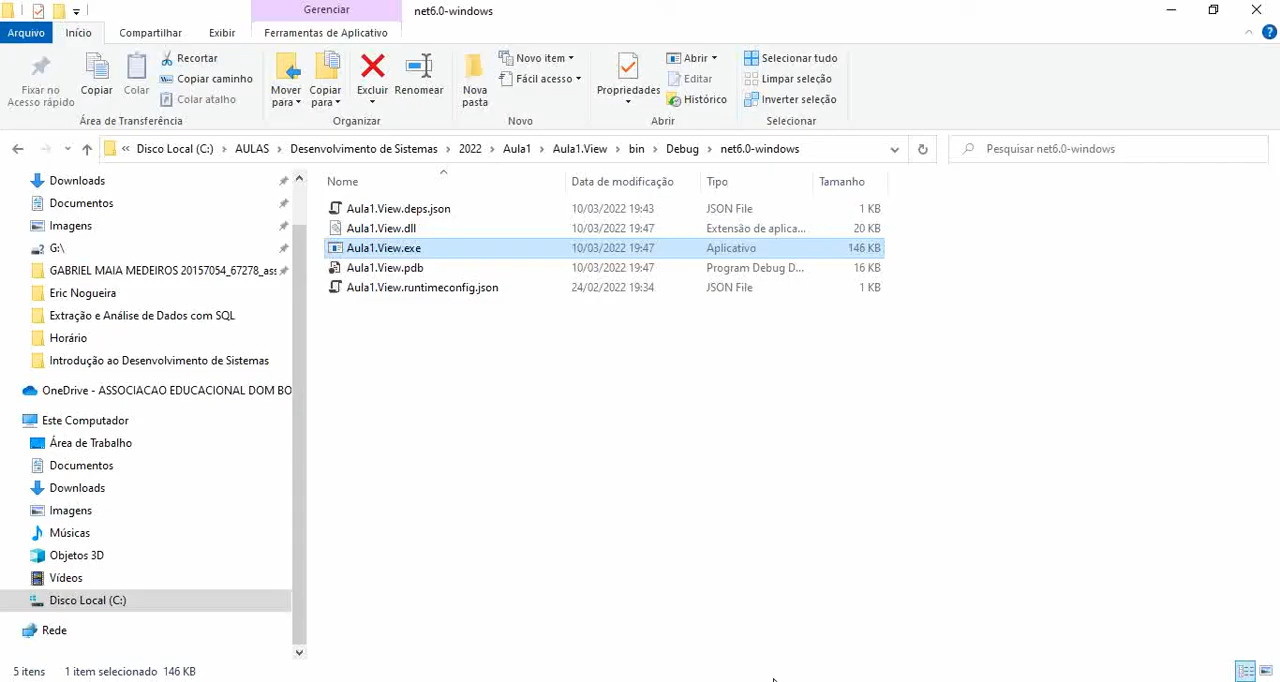 Gerenciar
net6.0-windows
Arquivo Início Compartilhar Exibir Ferramentas de Aplicativo
Fixar no Acesso rápido
Copiar
Colar
Recortar
Copiar caminho
Colar atalho
Área de Transferência
Mover para
Copiar para
Excluir
Renomear
Organizar
Nova pasta
Novo item
Fácil acesso
Novo
Propriedades
Abrir
Editar
Histórico
Abrir
Selecionar tudo
Limpar seleção
Inverter seleção
Selecionar
« Disco Local (C:) > AULAS > Desenvolvimento de Sistemas > 2022 > Aula1 > Aula1.View > bin > Debug > net6.0-windows
Pesquisar net6.0-windows
Downloads
Documentos
Imagens
G:\
GABRIEL MAIA MEDEIROS 20157054_67278_as
Eric Nogueira
Extração e Análise de Dados com SQL
Horário
Introdução ao Desenvolvimento de Sistemas
OneDrive - ASSOCIACAO EDUCACIONAL DOM BO
Este Computador
Área de Trabalho
Documentos
Downloads
Imagens
Músicas
Objetos 3D
Vídeos
Disco Local (C:)
Rede
Nome Data de modificação Tipo Tamanho
Aula1.View.deps.json 10/03/2022 19:43 JSON File 1 KB
Aula1.View.dll 10/03/2022 19:47 Extensão de aplica... 20 KB
Aula1.View.exe 10/03/2022 19:47 Aplicativo 146 KB
Aula1.View.pdb 10/03/2022 19:47 Program Debug D... 16 KB
Aula1.View.runtimeconfig.json 24/02/2022 19:34 JSON File 1 KB
5 itens 1 item selecionado 146 KB